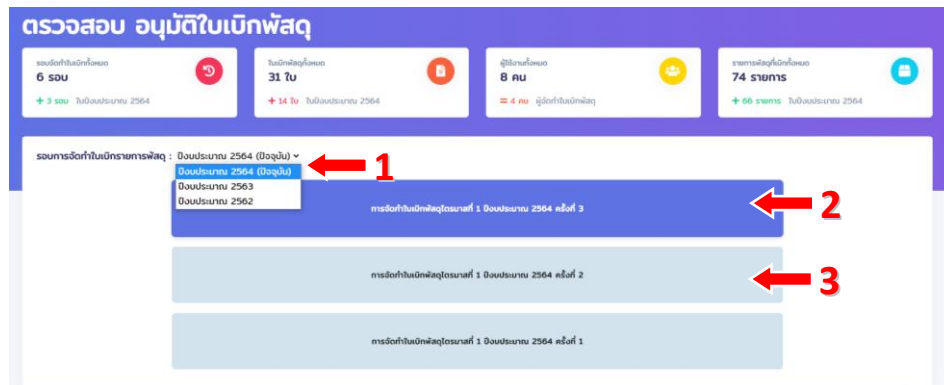 ตรวจสอบ อนุมัติใบเบิกพัสดุ
รอบจัดทำใบเบิกทั้งหมด
6 รอบ
+ 3 รอบ ในปีงบประมาณ 2564
ใบเบิกพัสดุทั้งหมด
31 ใบ
+ 14 ใบ ในปีงบประมาณ 2564
ผู้ใช้งานทั้งหมด
8 คน
= 4 คน ผู้จัดทำใบเบิกพัสดุ
รายการพัสดุที่เบิกทั้งหมด
74 รายการ
+ 66 รายการ ในปีงบประมาณ 2564
รอบการจัดทำใบเบิกรายการพัสดุ : ปีงบประมาณ 2564 (ปีจจุบัน)
ปีงบประมาณ 2564 (ปีจจุบัน)
ปีงบประมาณ 2563
ปีงบประมาณ 2562
1
การจัดทำใบเบิกพัสดุไตรมาสที่ 1 ปีงบประมาณ 2564 ครั้งที่ 3
2
การจัดทำใบเบิกพัสดุไตรมาสที่ 1 ปีงบประมาณ 2564 ครั้งที่ 2
3
การจัดทำใบเบิกพัสดุไตรมาสที่ 1 ปีงบประมาณ 2564 ครั้งที่ 1